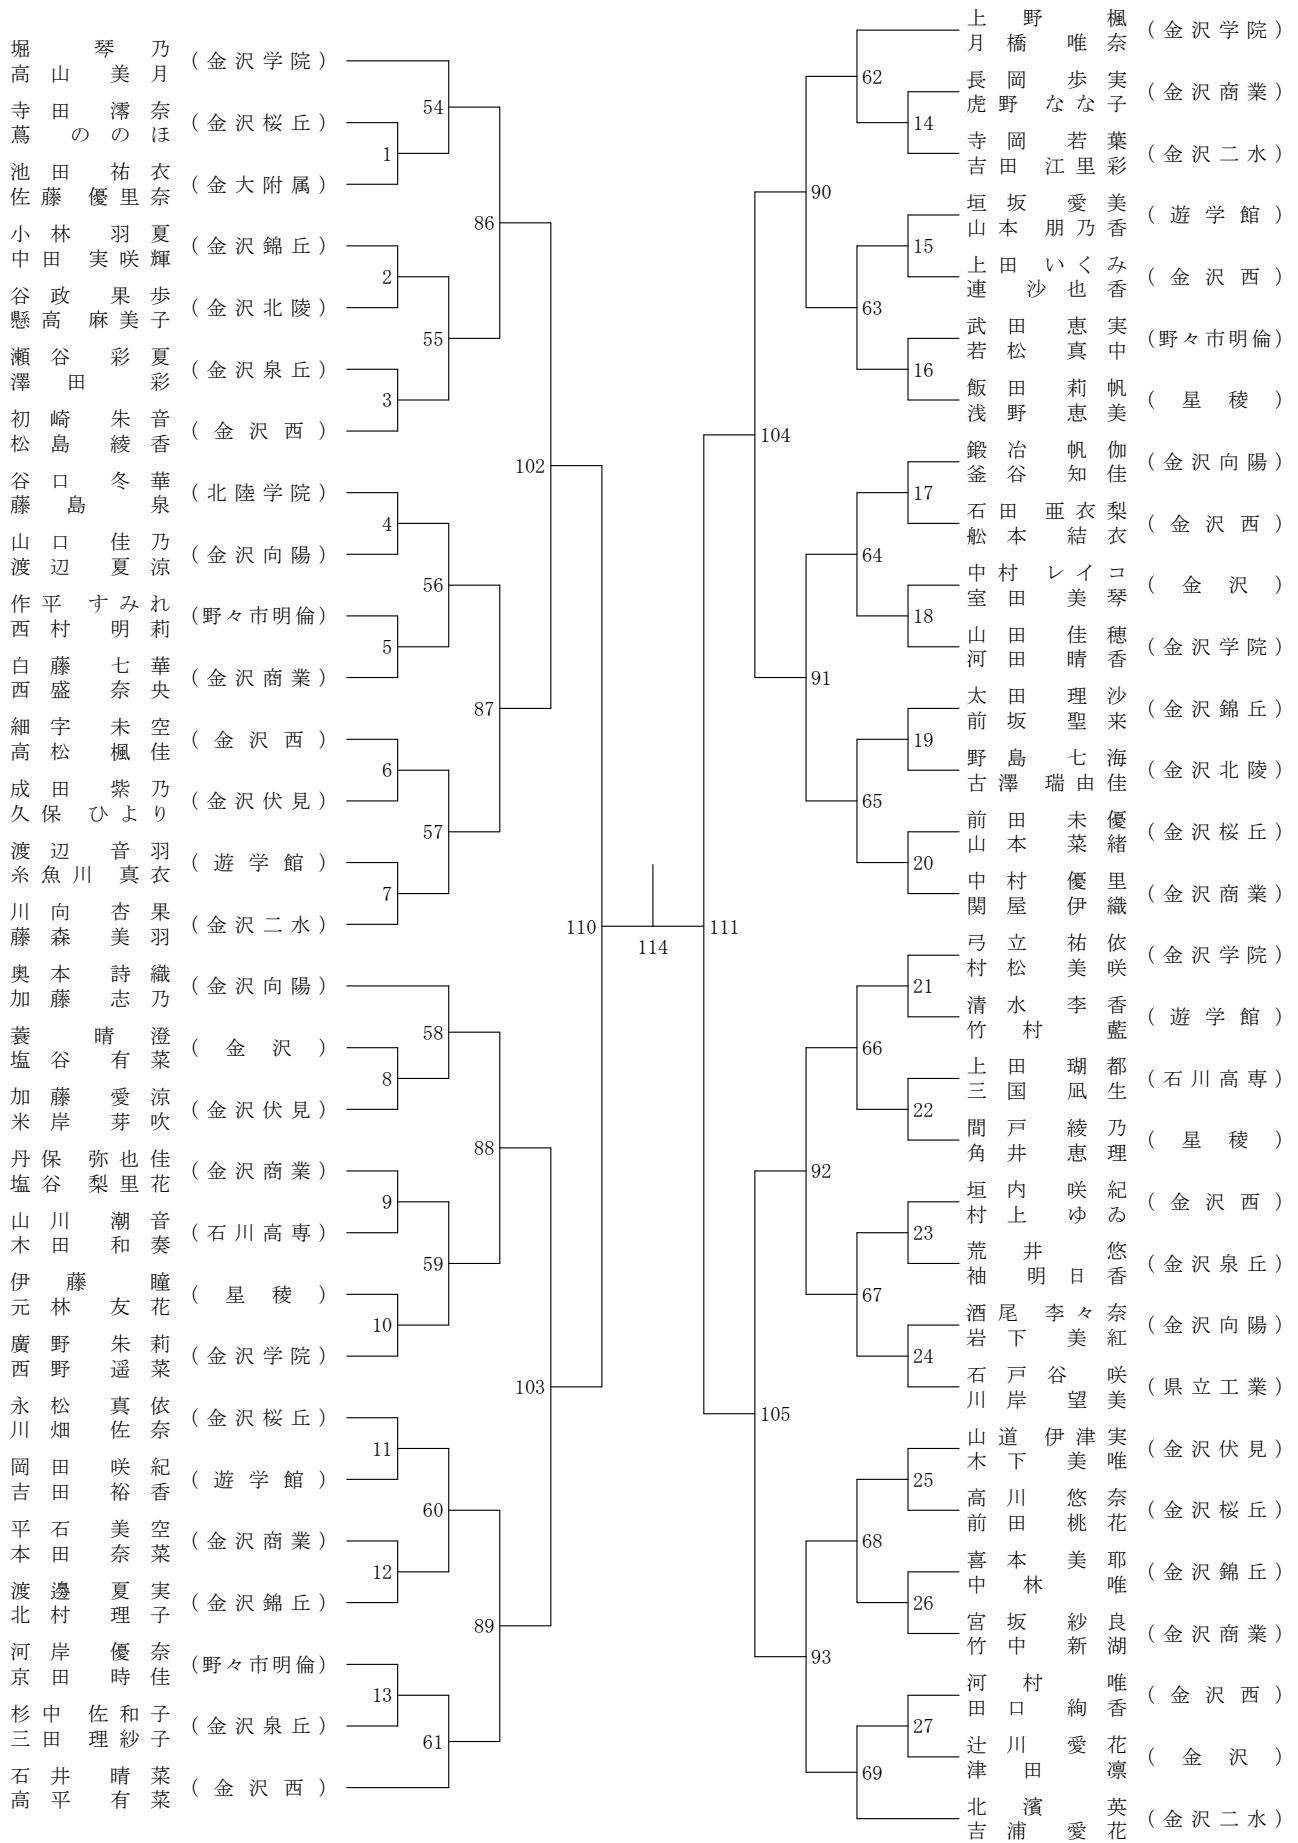 堀琴乃
高山美月
(金沢学院)
寺田澪奈
蔦ののほ
(金沢桜丘)
池田祐衣
佐藤優里奈
(金大附属)
小林羽夏
中田実咲輝
(金沢錦丘)
谷政果歩
懸高麻美子
(金沢北陵)
瀬谷彩夏
澤田彩
(金沢泉丘)
初崎朱音
松島綾香
(金沢西)
谷口冬華
藤島泉
(北陸学院)
山口佳乃
渡辺夏涼
(金沢向陽)
作平すみれ
西村明莉
(野々市明倫)
白藤七華
西盛奈央
(金沢商業)
細字未空
高松楓佳
(金沢西)
成田紫乃
久保ひより
(金沢伏見)
渡辺音羽
糸魚川真衣
(遊学館)
川向杏果
藤森美羽
(金沢二水)
奥本詩織
加藤志乃
(金沢向陽)
蓑晴澄
塩谷有菜
(金沢)
加藤愛涼
米岸芽吹
(金沢伏見)
丹保弥也佳
塩谷梨里花
(金沢商業)
山川潮音
木田和奏
(石川高専)
伊藤瞳
元林友花
(星稜)
廣野朱莉
西野遥菜
(金沢学院)
永松真依
川畑佐奈
(金沢桜丘)
岡田咲紀
吉田裕香
(遊学館)
平石美空
本田奈菜
(金沢商業)
渡邊夏実
北村理子
(金沢錦丘)
河岸優奈
京田時佳
(野々市明倫)
杉中佐和子
三田理紗子
(金沢泉丘)
石井晴菜
高平有菜
(金沢西)
1
2
3
4
5
6
7
8
9
10
11
12
13
54
55
56
57
58
59
60
61
86
87
88
89
102
103
110
114
111
104
105
90
91
92
93
62
63
64
65
66
67
68
69
14
15
16
17
18
19
20
21
22
23
24
25
26
27
上野楓
月橋唯奈
(金沢学院)
長岡歩実
虎野なな子
(金沢商業)
寺岡若葉
吉田江里彩
(金沢二水)
垣坂愛美
山本朋乃香
(遊学館)
上田いくみ
連沙也香
(金沢西)
武田恵実
若松真中
(野々市明倫)
飯田莉帆
浅野恵美
(星稜)
鍛冶帆伽
釜谷知佳
(金沢向陽)
石田亜衣梨
舩本結衣
(金沢西)
中村レイコ
室田美琴
(金沢)
山田佳穂
河田晴香
(金沢学院)
太田理沙
前坂聖来
(金沢錦丘)
野島七海
古澤瑞由佳
(金沢北陵)
前田未優
山本菜緒
(金沢桜丘)
中村優里
関屋伊織
(金沢商業)
弓立祐依
村松美咲
(金沢学院)
清水李香
竹村藍
(遊学館)
上田瑚都
三国凪生
(石川高専)
間戸綾乃
角井恵理
(星稜)
垣内咲紀
村上ゆゐ
(金沢西)
荒井悠
袖明日香
(金沢泉丘)
酒尾李々奈
岩下美紅
(金沢向陽)
石戸谷咲
川岸望美
(県立工業)
山道伊津実
木下美唯
(金沢伏見)
高川悠奈
前田桃花
(金沢桜丘)
喜本美耶
中林唯
(金沢錦丘)
宮坂紗良
竹中新湖
(金沢商業)
河村唯
田口絢香
(金沢西)
辻川愛花
津田凛
(金沢)
北濱英
吉浦愛花
(金沢二水)